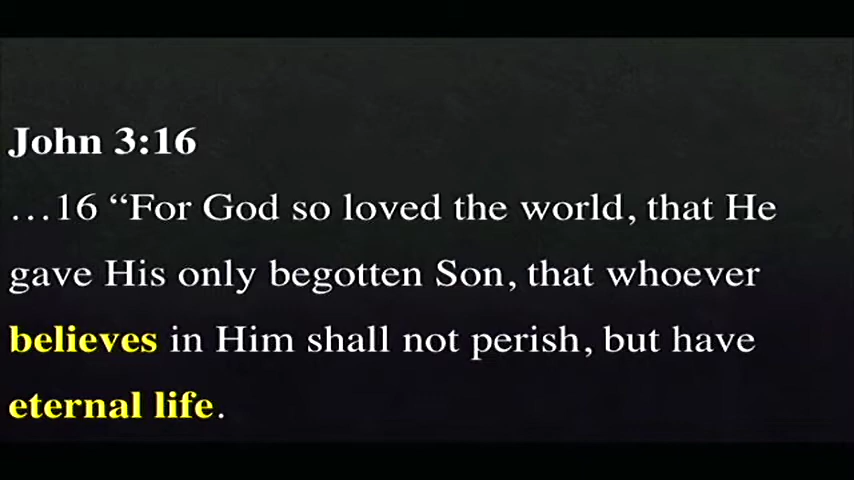 John 3:16
…16 “For God so loved the world, that He
gave His only begotten Son, that whoever
believes in Him shall not perish, but have
eternal life.